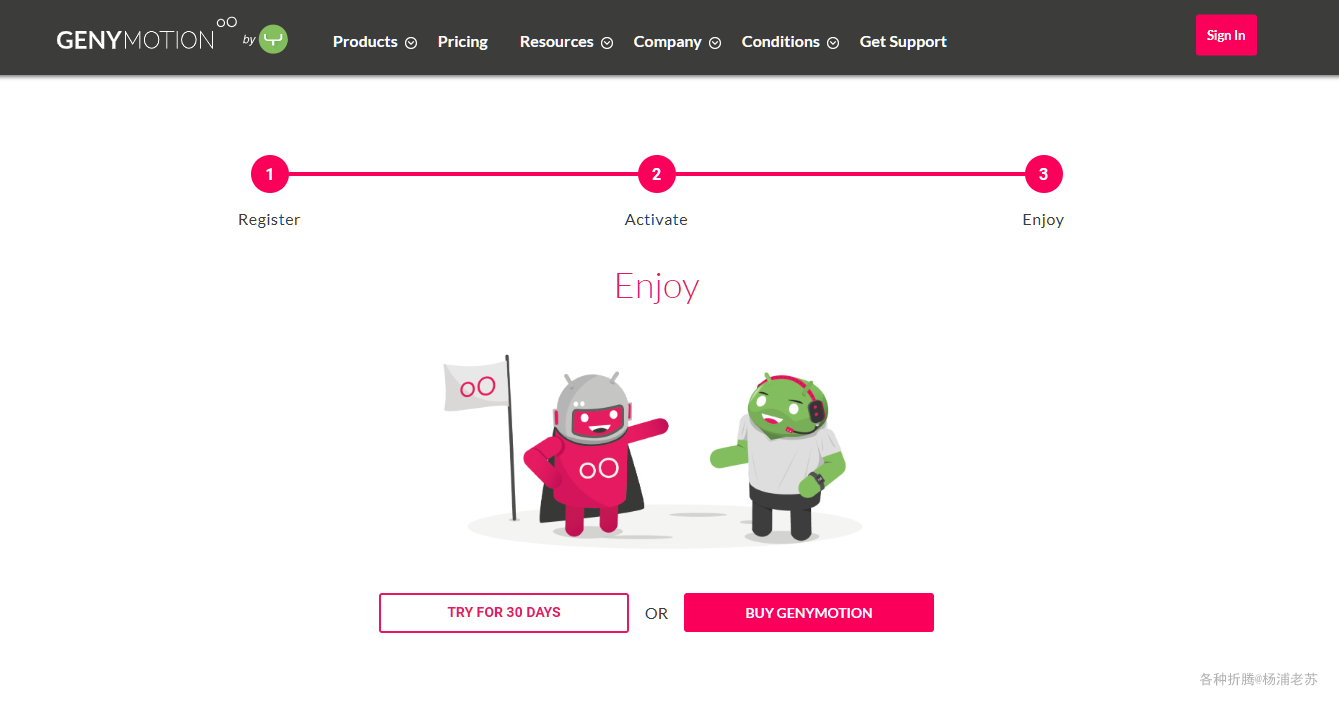 GENYMOTION oO by
Products Pricing Resources Company Conditions Get Support Sign In
1 2 3
Register Activate Enjoy
Enjoy
oO
oO
TRY FOR 30 DAYS OR BUY GENYMOTION
各种折腾@杨浦老苏